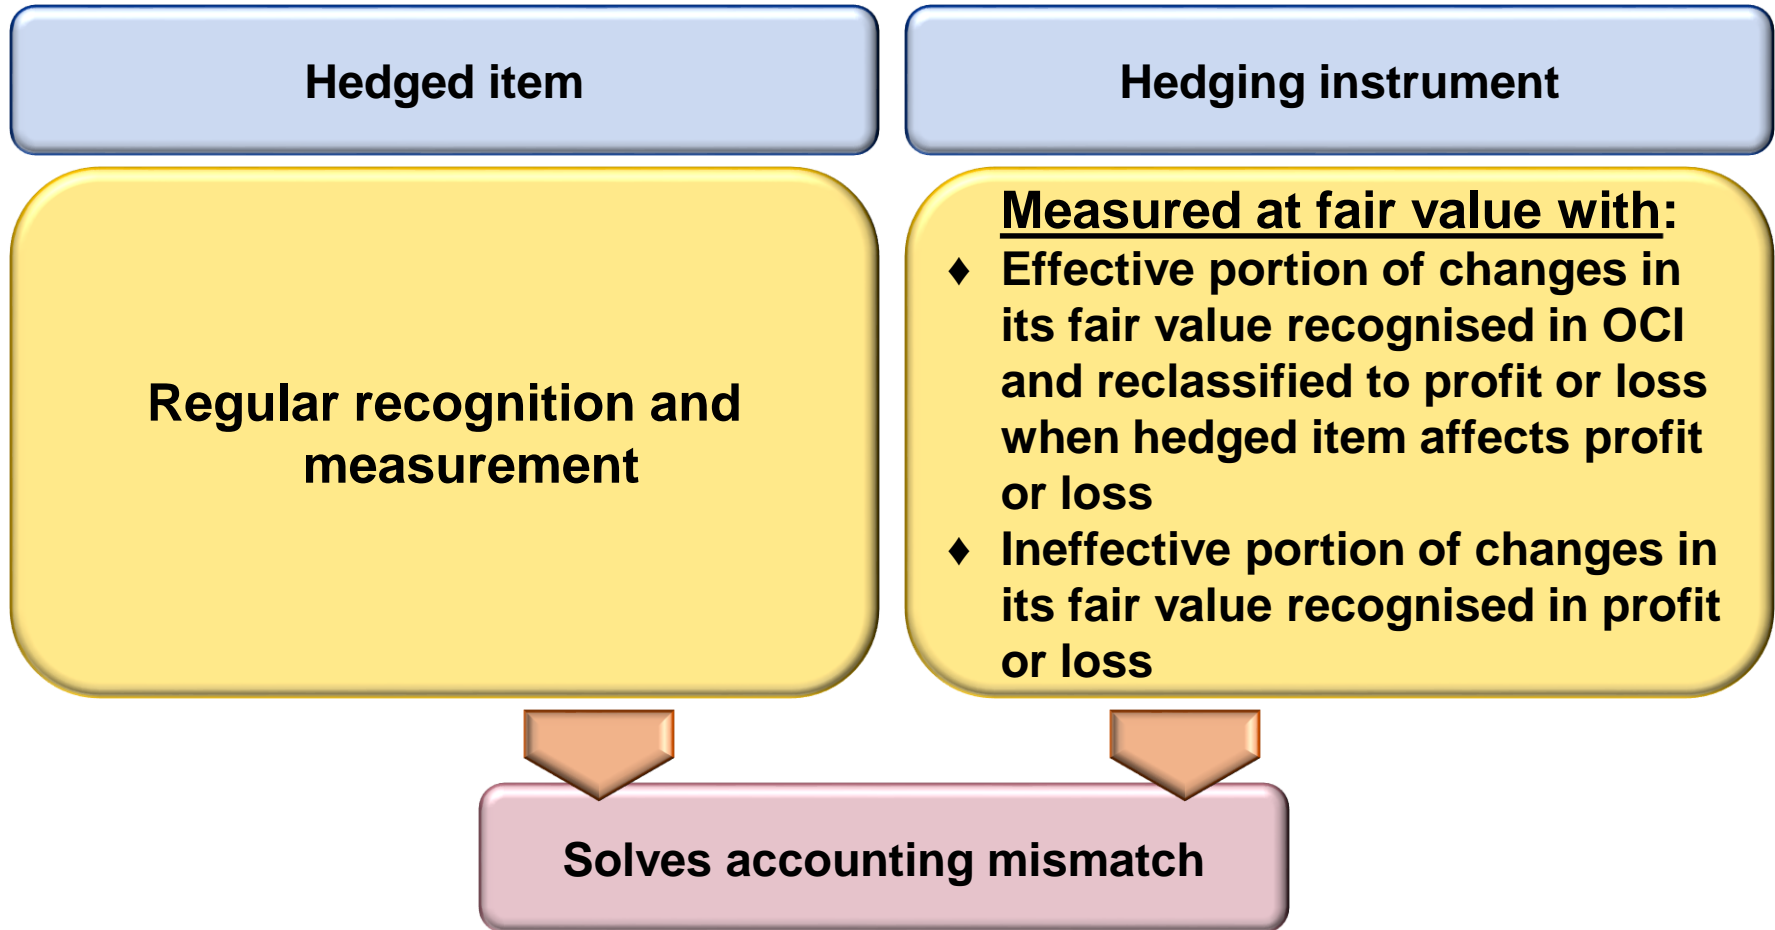 Hedged item
Hedging instrument
Regular recognition and
measurement
Measured at fair value with:
♦ Effective portion of changes in
its fair value recognised in OCI
and reclassified to profit or loss
when hedged item affects profit
or loss
♦ Ineffective portion of changes in
its fair value recognised in profit
or loss
Solves accounting mismatch